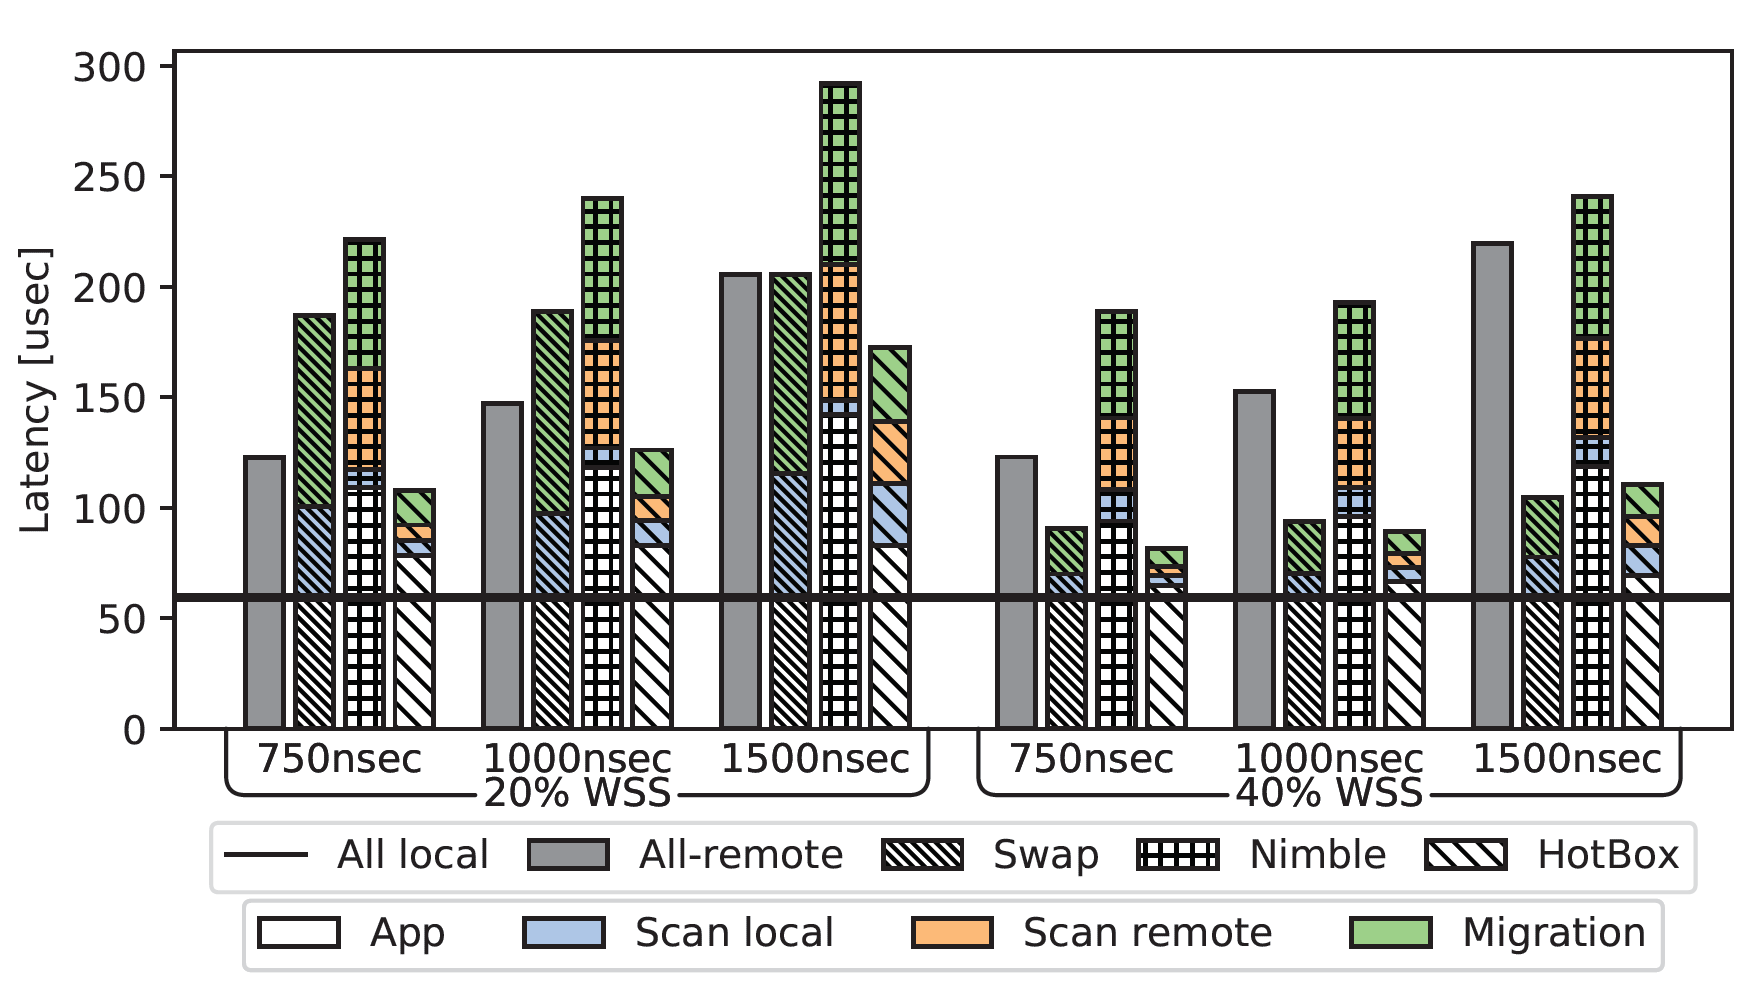 300
250
200
150
100
50
0
Latency [usec]
750nsec 1000nsec 1500nsec 750nsec 1000nsec 1500nsec
20% WSS 40% WSS
All local All-remote Swap Nimble HotBox
App Scan local Scan remote Migration